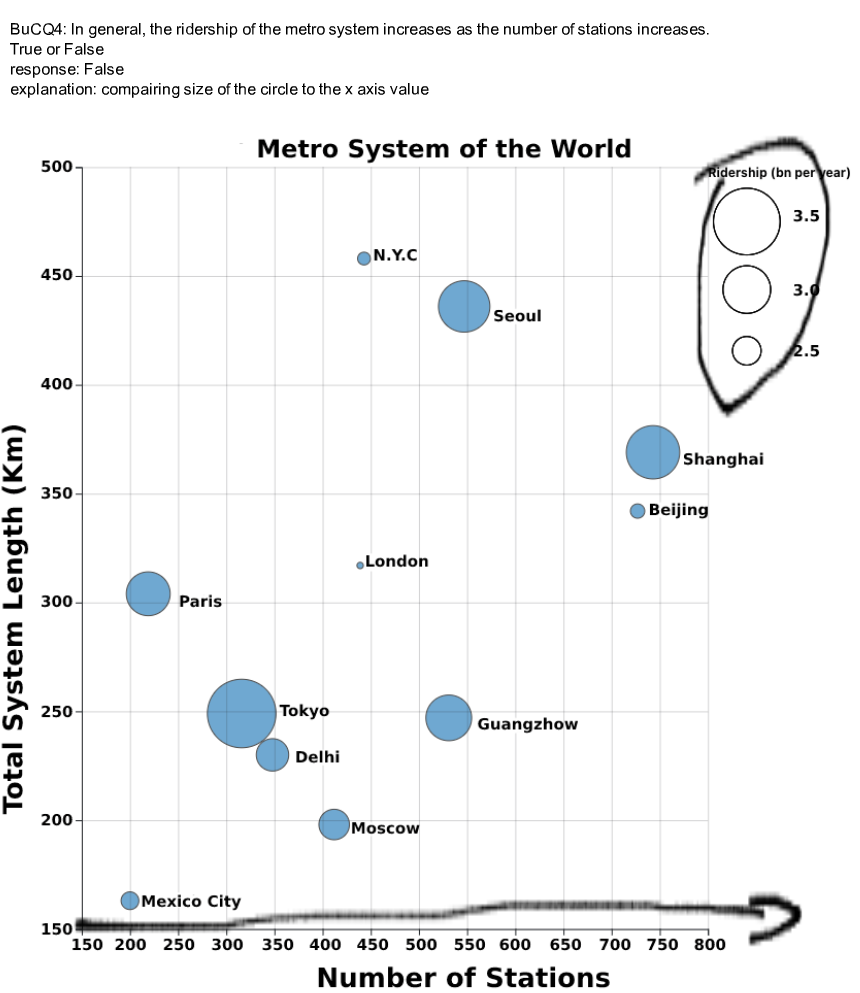 BuCQ4: In general, the ridership of the metro system increases as the number of stations increases.
True or False
response: False
explanation: compairing size of the circle to the x axis value
Metro System of the World
Ridership (bn per year)
3.5
3.0
2.5
Total System Length (Km)
500
450
400
350
300
250
200
150
N.Y.C
Seoul
Shanghai
Beijing
London
Paris
Tokyo
Guangzhow
Delhi
Moscow
Mexico City
150 200 250 300 350 400 450 500 550 600 650 700 750 800
Number of Stations